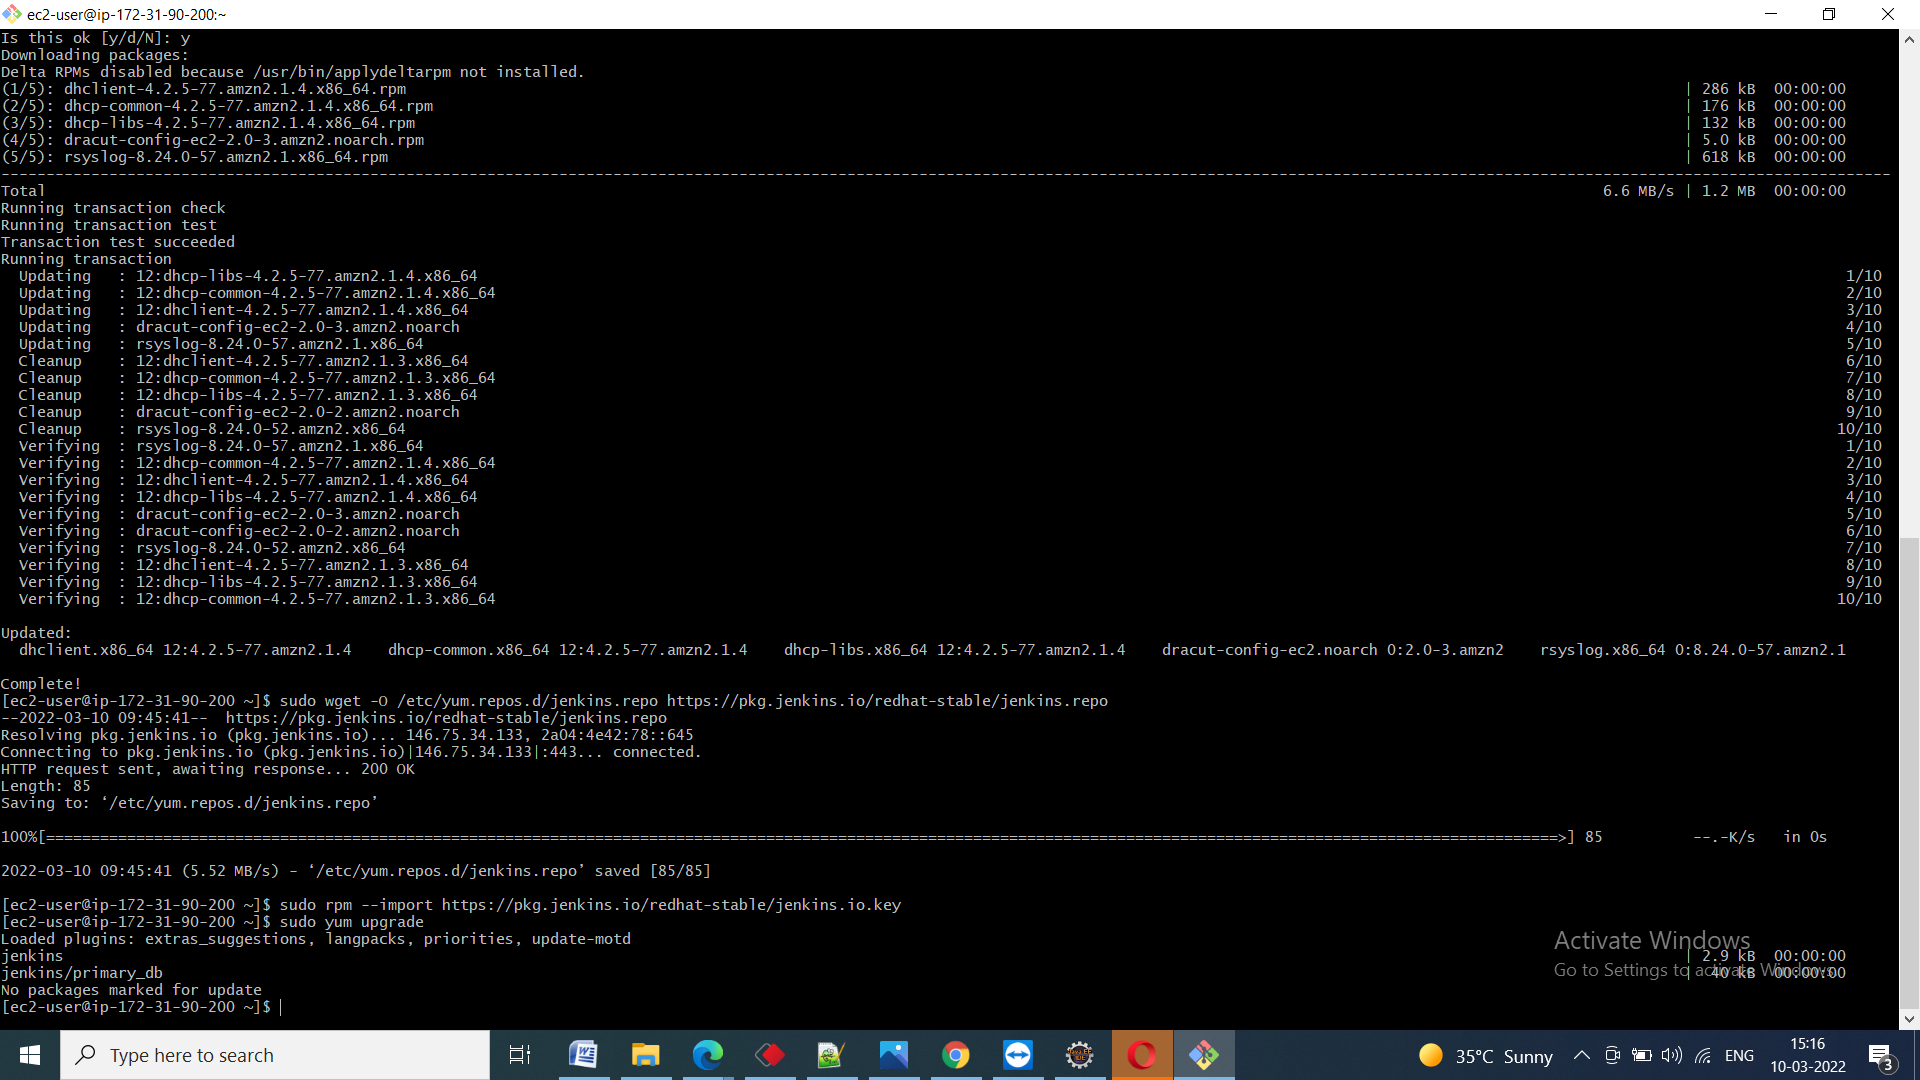 ec2-user@ip-172-31-90-200:~
Is this ok [y/d/N]: y
Downloading packages:
Delta RPMs disabled because /usr/bin/applydeltarpm not installed.
(1/5): dhclient-4.2.5-77.amzn2.1.4.x86_64.rpm | 286 kB 00:00:00
(2/5): dhcp-common-4.2.5-77.amzn2.1.4.x86_64.rpm | 176 kB 00:00:00
(3/5): dhcp-libs-4.2.5-77.amzn2.1.4.x86_64.rpm | 132 kB 00:00:00
(4/5): dracut-config-ec2-2.0-3.amzn2.noarch.rpm | 5.0 kB 00:00:00
(5/5): rsyslog-8.24.0-57.amzn2.1.x86_64.rpm | 618 kB 00:00:00
--------------------------------------------------------------------------------
Total 6.6 MB/s | 1.2 MB 00:00:00
Running transaction check
Running transaction test
Transaction test succeeded
Running transaction
Updating : 12:dhcp-libs-4.2.5-77.amzn2.1.4.x86_64 1/10
Updating : 12:dhcp-common-4.2.5-77.amzn2.1.4.x86_64 2/10
Updating : 12:dhclient-4.2.5-77.amzn2.1.4.x86_64 3/10
Updating : dracut-config-ec2-2.0-3.amzn2.noarch 4/10
Updating : rsyslog-8.24.0-57.amzn2.1.x86_64 5/10
Cleanup : 12:dhclient-4.2.5-77.amzn2.1.3.x86_64 6/10
Cleanup : 12:dhcp-common-4.2.5-77.amzn2.1.3.x86_64 7/10
Cleanup : 12:dhcp-libs-4.2.5-77.amzn2.1.3.x86_64 8/10
Cleanup : dracut-config-ec2-2.0-2.amzn2.noarch 9/10
Cleanup : rsyslog-8.24.0-52.amzn2.x86_64 10/10
Verifying : rsyslog-8.24.0-57.amzn2.1.x86_64 1/10
Verifying : 12:dhcp-common-4.2.5-77.amzn2.1.4.x86_64 2/10
Verifying : 12:dhclient-4.2.5-77.amzn2.1.4.x86_64 3/10
Verifying : 12:dhcp-libs-4.2.5-77.amzn2.1.4.x86_64 4/10
Verifying : dracut-config-ec2-2.0-3.amzn2.noarch 5/10
Verifying : dracut-config-ec2-2.0-2.amzn2.noarch 6/10
Verifying : rsyslog-8.24.0-52.amzn2.x86_64 7/10
Verifying : 12:dhclient-4.2.5-77.amzn2.1.3.x86_64 8/10
Verifying : 12:dhcp-libs-4.2.5-77.amzn2.1.3.x86_64 9/10
Verifying : 12:dhcp-common-4.2.5-77.amzn2.1.3.x86_64 10/10
Updated:
dhclient.x86_64 12:4.2.5-77.amzn2.1.4 dhcp-common.x86_64 12:4.2.5-77.amzn2.1.4 dhcp-libs.x86_64 12:4.2.5-77.amzn2.1.4 dracut-config-ec2.noarch 0:2.0-3.amzn2 rsyslog.x86_64 0:8.24.0-57.amzn2.1
Complete!
[ec2-user@ip-172-31-90-200 ~]$ sudo wget -O /etc/yum.repos.d/jenkins.repo https://pkg.jenkins.io/redhat-stable/jenkins.repo
--2022-03-10 09:45:41-- https://pkg.jenkins.io/redhat-stable/jenkins.repo
Resolving pkg.jenkins.io (pkg.jenkins.io)... 146.75.34.133, 2a04:4e42:78::645
Connecting to pkg.jenkins.io (pkg.jenkins.io)|146.75.34.133|:443... connected.
HTTP request sent, awaiting response... 200 OK
Length: 85
Saving to: ‘/etc/yum.repos.d/jenkins.repo’
100%[================================================================================>] 85 --.-K/s in 0s
2022-03-10 09:45:41 (5.52 MB/s) - ‘/etc/yum.repos.d/jenkins.repo’ saved [85/85]
[ec2-user@ip-172-31-90-200 ~]$ sudo rpm --import https://pkg.jenkins.io/redhat-stable/jenkins.io.key
[ec2-user@ip-172-31-90-200 ~]$ sudo yum upgrade
Loaded plugins: extras_suggestions, langpacks, priorities, update-motd
jenkins | 2.9 kB 00:00:00
jenkins/primary_db | 40 kB 00:00:00
No packages marked for update
[ec2-user@ip-172-31-90-200 ~]$
Activate Windows
Go to Settings to activate Windows.
Type here to search
35°C Sunny
ENG
15:16
10-03-2022
3